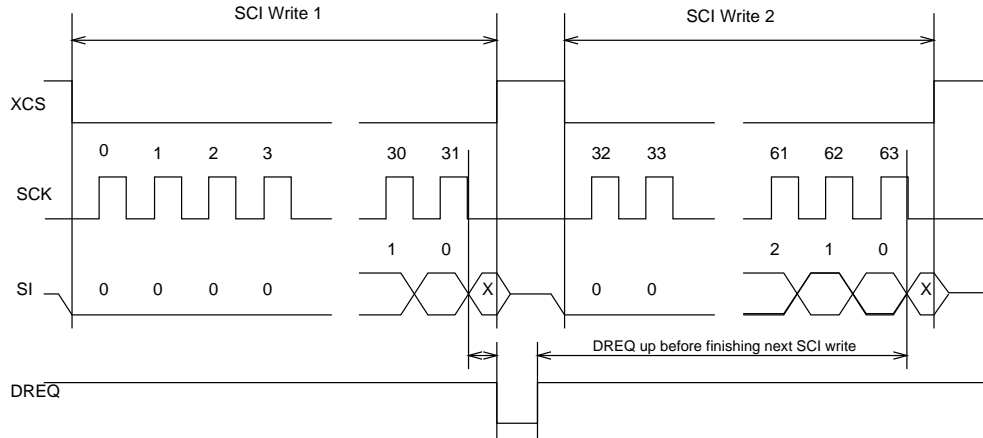 SCI Write 1 SCI Write 2
XCS
0 1 2 3 30 31 32 33 61 62 63
SCK
1 0 2 1 0
SI 0 0 0 0 X 0 0 X
DREQ up before finishing next SCI write
DREQ